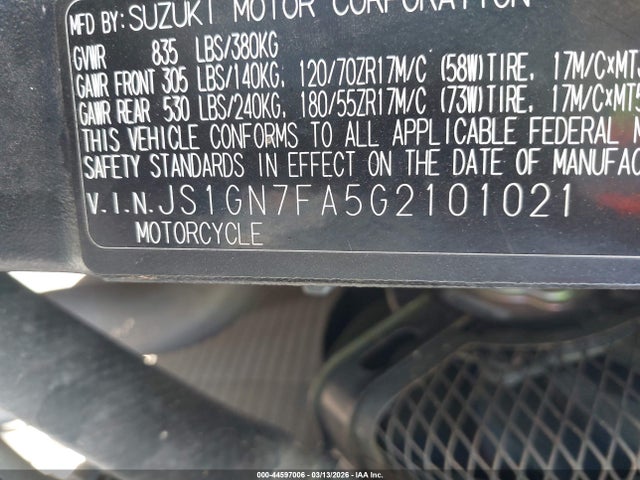 MFD BY: SUZUKI MOTOR CORPORATION
GVWR 835 LBS/380KG
GAWR FRONT 305 LBS/140KG, 120/70ZR17M/C (58W)TIRE, 17M/C×MT
GAWR REAR 530 LBS/240KG, 180/55ZR17M/C (73W)TIRE, 17M/C×MT5
THIS VEHICLE CONFORMS TO ALL APPLICABLE FEDERAL
SAFETY STANDARDS IN EFFECT ON THE DATE OF MANUFAC
V.I.N. JS1GN7FA5G2101021
MOTORCYCLE
00-44597006 | 03/13/2026 | IAA Inc.